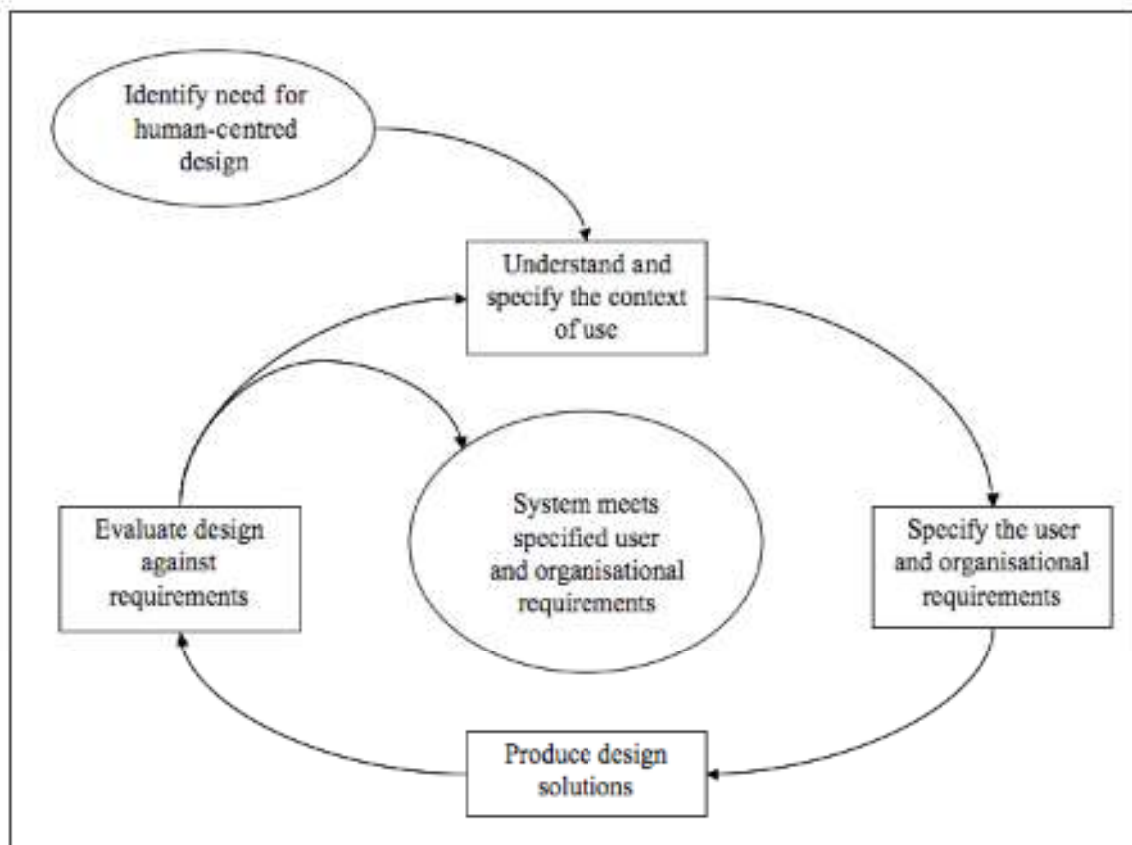 Identify need for
human-centred
design
Understand and
specify the context
of use
System meets
specified user
and organisational
requirements
Evaluate design
against
requirements
Specify the user
and organisational
requirements
Produce design
solutions